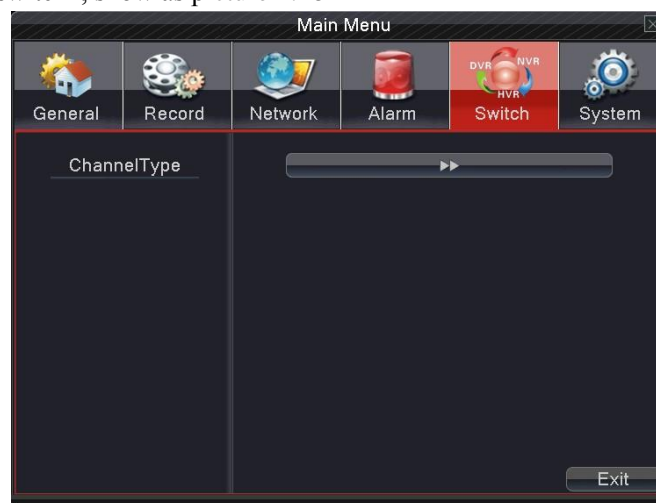 Main Menu
DVR NVR
HVR
General Record Network Alarm Switch System
ChannelType
Exit